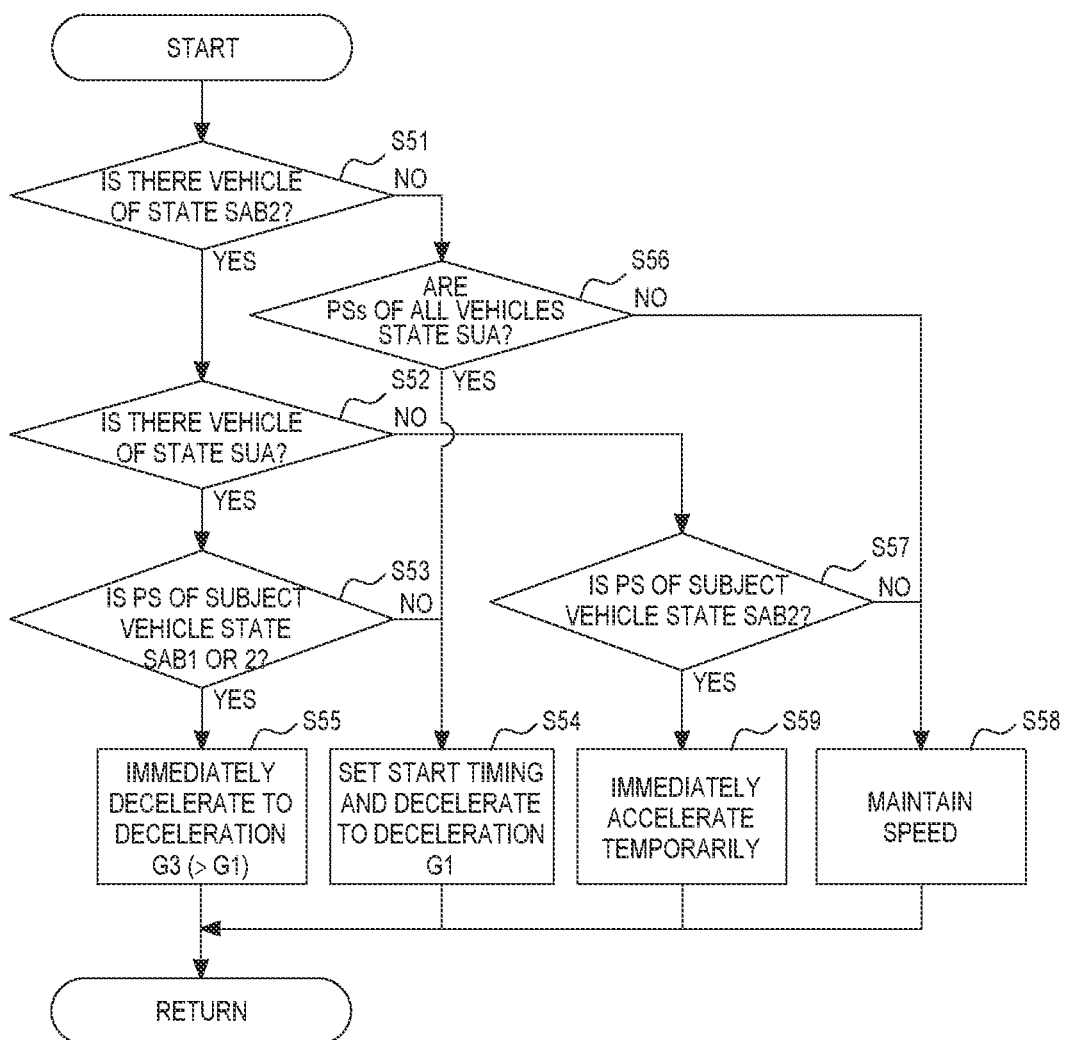 START
S51
IS THERE VEHICLE
OF STATE SAB2?
NO
YES
S56
ARE
PSs OF ALL VEHICLES
STATE SUA?
NO
YES
S52
IS THERE VEHICLE
OF STATE SUA?
NO
YES
S53
IS PS OF SUBJECT
VEHICLE STATE
SAB1 OR 2?
NO
YES
S57
IS PS OF SUBJECT
VEHICLE STATE SAB2?
NO
YES
S55
IMMEDIATELY
DECELERATE TO
DECELERATION
G3 (> G1)
S54
SET START TIMING
AND DECELERATE
TO DECELERATION
G1
S59
IMMEDIATELY
ACCELERATE
TEMPORARILY
S58
MAINTAIN
SPEED
RETURN